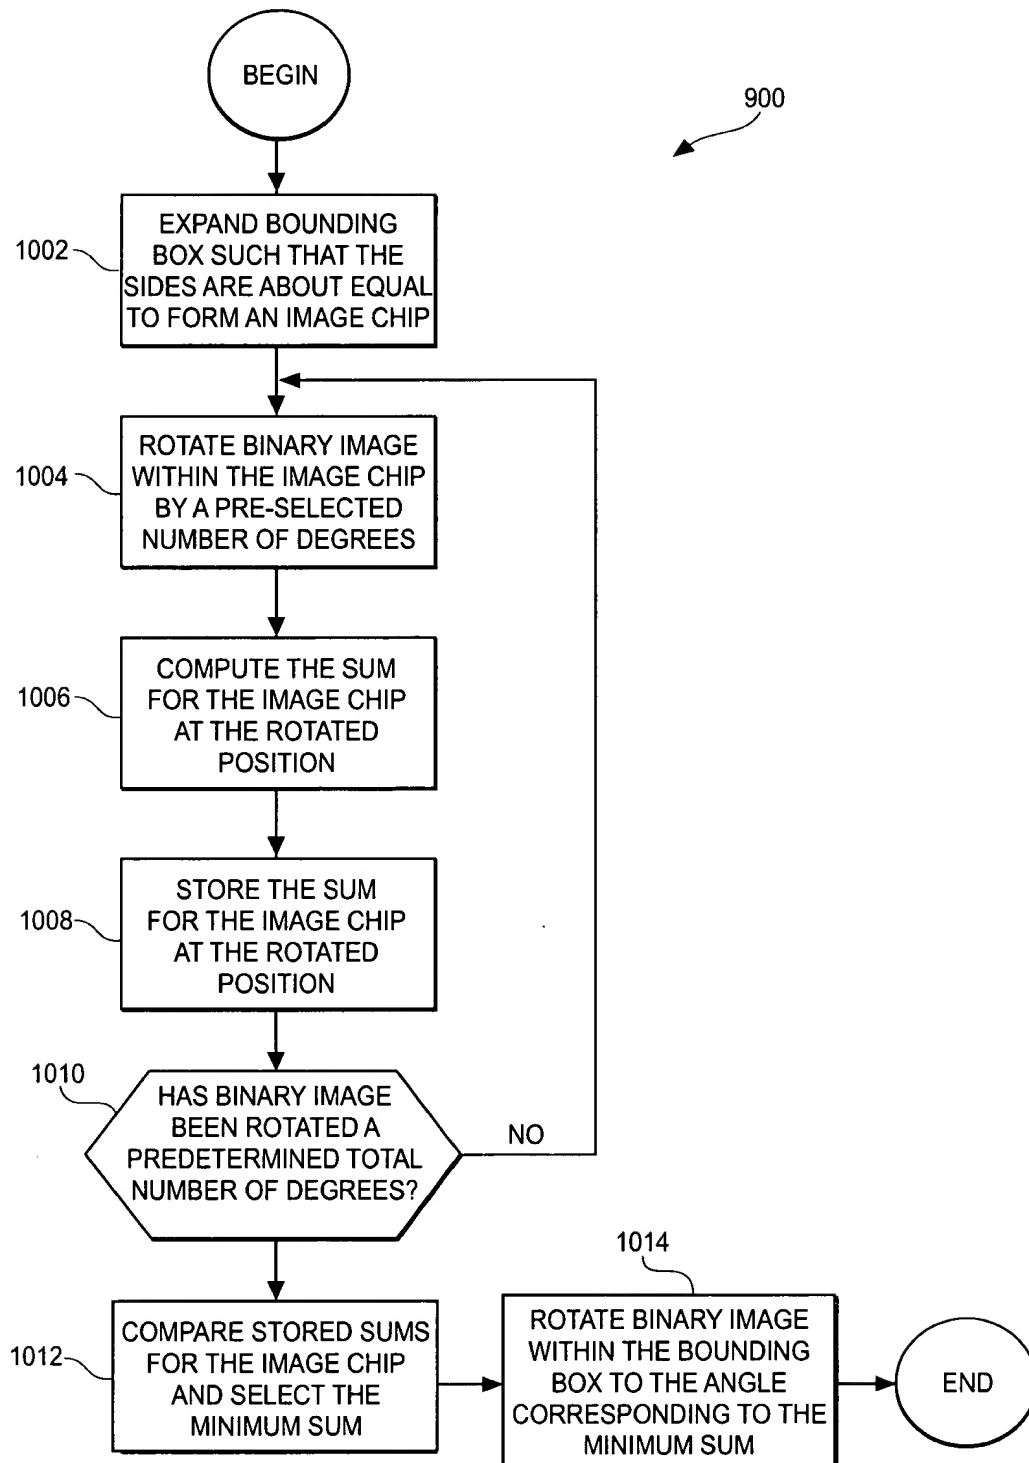 BEGIN
900
1002
EXPAND BOUNDING
BOX SUCH THAT THE
SIDES ARE ABOUT EQUAL
TO FORM AN IMAGE CHIP
1004
ROTATE BINARY IMAGE
WITHIN THE IMAGE CHIP
BY A PRE-SELECTED
NUMBER OF DEGREES
1006
COMPUTE THE SUM
FOR THE IMAGE CHIP
AT THE ROTATED
POSITION
1008
STORE THE SUM
FOR THE IMAGE CHIP
AT THE ROTATED
POSITION
1010
HAS BINARY IMAGE
BEEN ROTATED A
PREDETERMINED TOTAL
NUMBER OF DEGREES?
NO
1012
COMPARE STORED SUMS
FOR THE IMAGE CHIP
AND SELECT THE
MINIMUM SUM
1014
ROTATE BINARY IMAGE
WITHIN THE BOUNDING
BOX TO THE ANGLE
CORRESPONDING TO THE
MINIMUM SUM
END